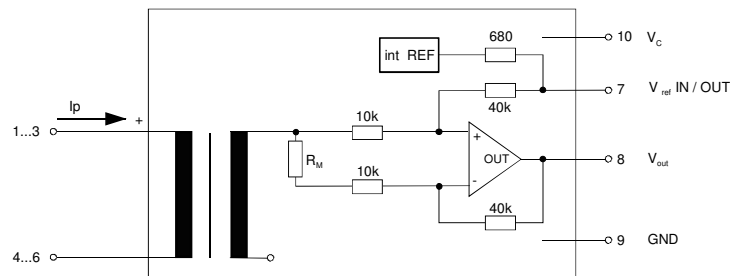 680
10 V_C
int REF
Ip
+
7 V_ref IN / OUT
10k
40k
1...3
+
OUT
8 V_out
R_M
10k
-
40k
9 GND
4...6